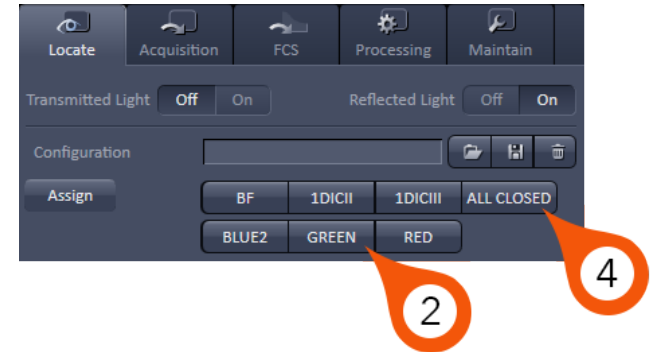 Locate Acquisition FCS Processing Maintain
Transmitted Light Off On Reflected Light Off On
Configuration
Assign BF 1DICII 1DICIII ALL CLOSED
BLUE2 GREEN RED
4
2